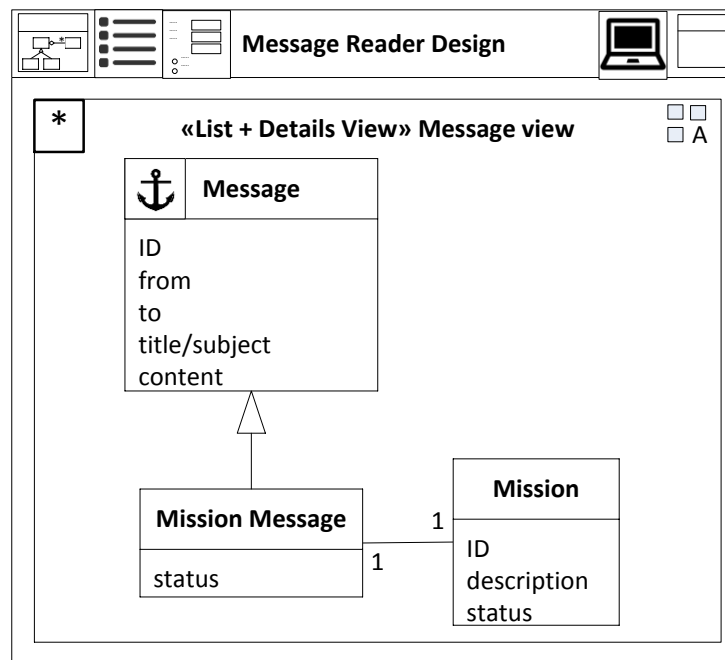 *
Message Reader Design
*
«List + Details View» Message view
A
Message
ID
from
to
title/subject
content
Mission Message
status
1
1
Mission
ID
description
status